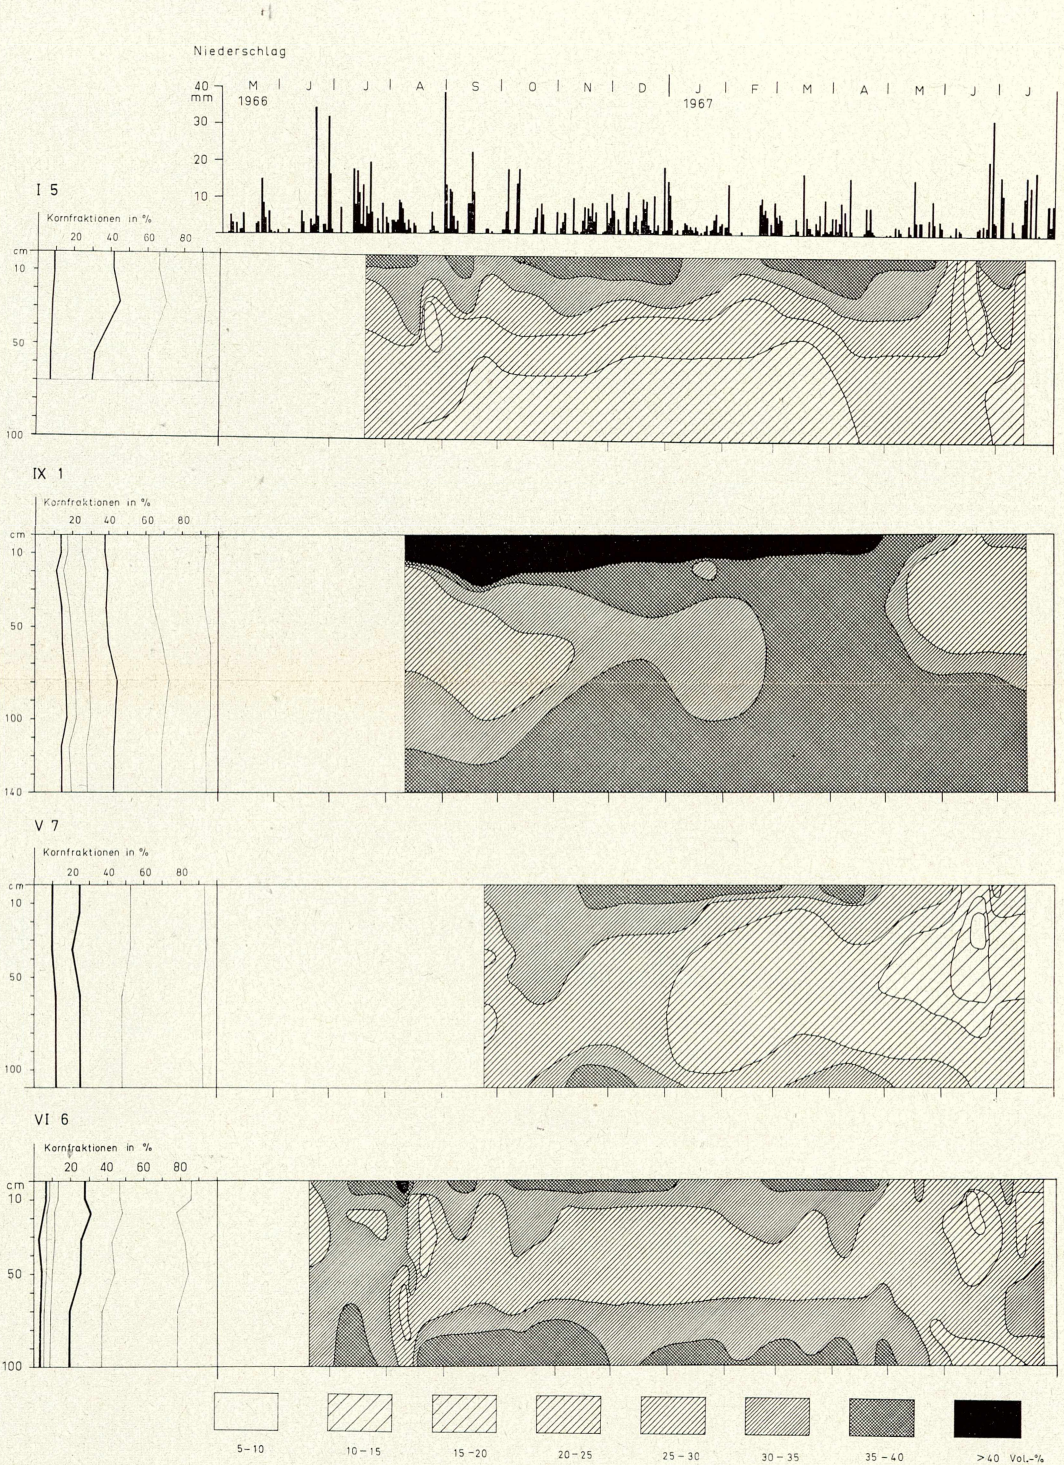 Niederschlag
40 M J J A S O N D J F M A M J J
mm 1966 1967
30
20
10
I 5
Kornfraktionen in %
20 40 60 80
cm
10
50
100
IX 1
Kornfraktionen in %
20 40 60 80
cm
10
50
100
140
V 7
Kornfraktionen in %
20 40 60 80
cm
10
50
100
VI 6
Kornfraktionen in %
20 40 60 80
cm
10
50
100
5-10 10-15 15-20 20-25 25-30 30-35 35-40 >40 Vol.-%